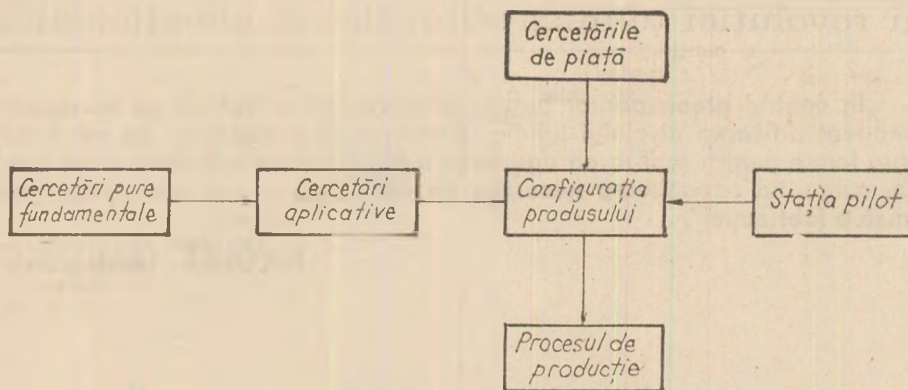 Cercetările
de piață
Cercetări pure
fundamentale
Cercetări
aplicative
Configurația
produsului
Stația pilot
Procesul de
producție